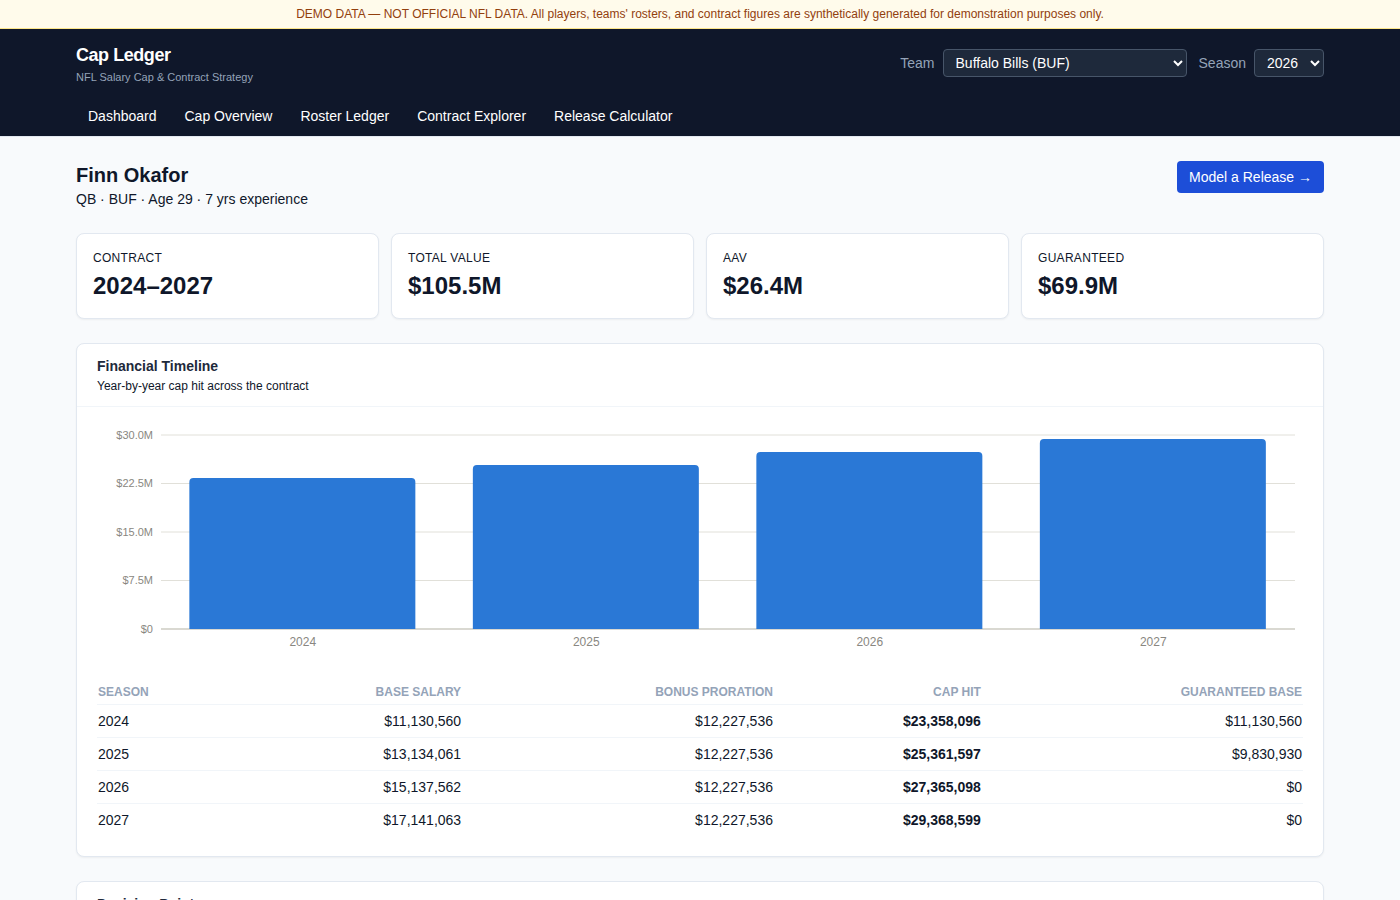 DEMO DATA — NOT OFFICIAL NFL DATA. All players, teams' rosters, and contract figures are synthetically generated for demonstration purposes only.
Cap Ledger
NFL Salary Cap & Contract Strategy
Team Buffalo Bills (BUF) Season 2026
Dashboard Cap Overview Roster Ledger Contract Explorer Release Calculator
Finn Okafor
QB · BUF · Age 29 · 7 yrs experience
Model a Release →
CONTRACT
2024–2027
TOTAL VALUE
$105.5M
AAV
$26.4M
GUARANTEED
$69.9M
Financial Timeline
Year-by-year cap hit across the contract
$30.0M
$22.5M
$15.0M
$7.5M
$0
2024 2025 2026 2027
SEASON BASE SALARY BONUS PRORATION CAP HIT GUARANTEED BASE
2024 $11,130,560 $12,227,536 $23,358,096 $11,130,560
2025 $13,134,061 $12,227,536 $25,361,597 $9,830,930
2026 $15,137,562 $12,227,536 $27,365,098 $0
2027 $17,141,063 $12,227,536 $29,368,599 $0